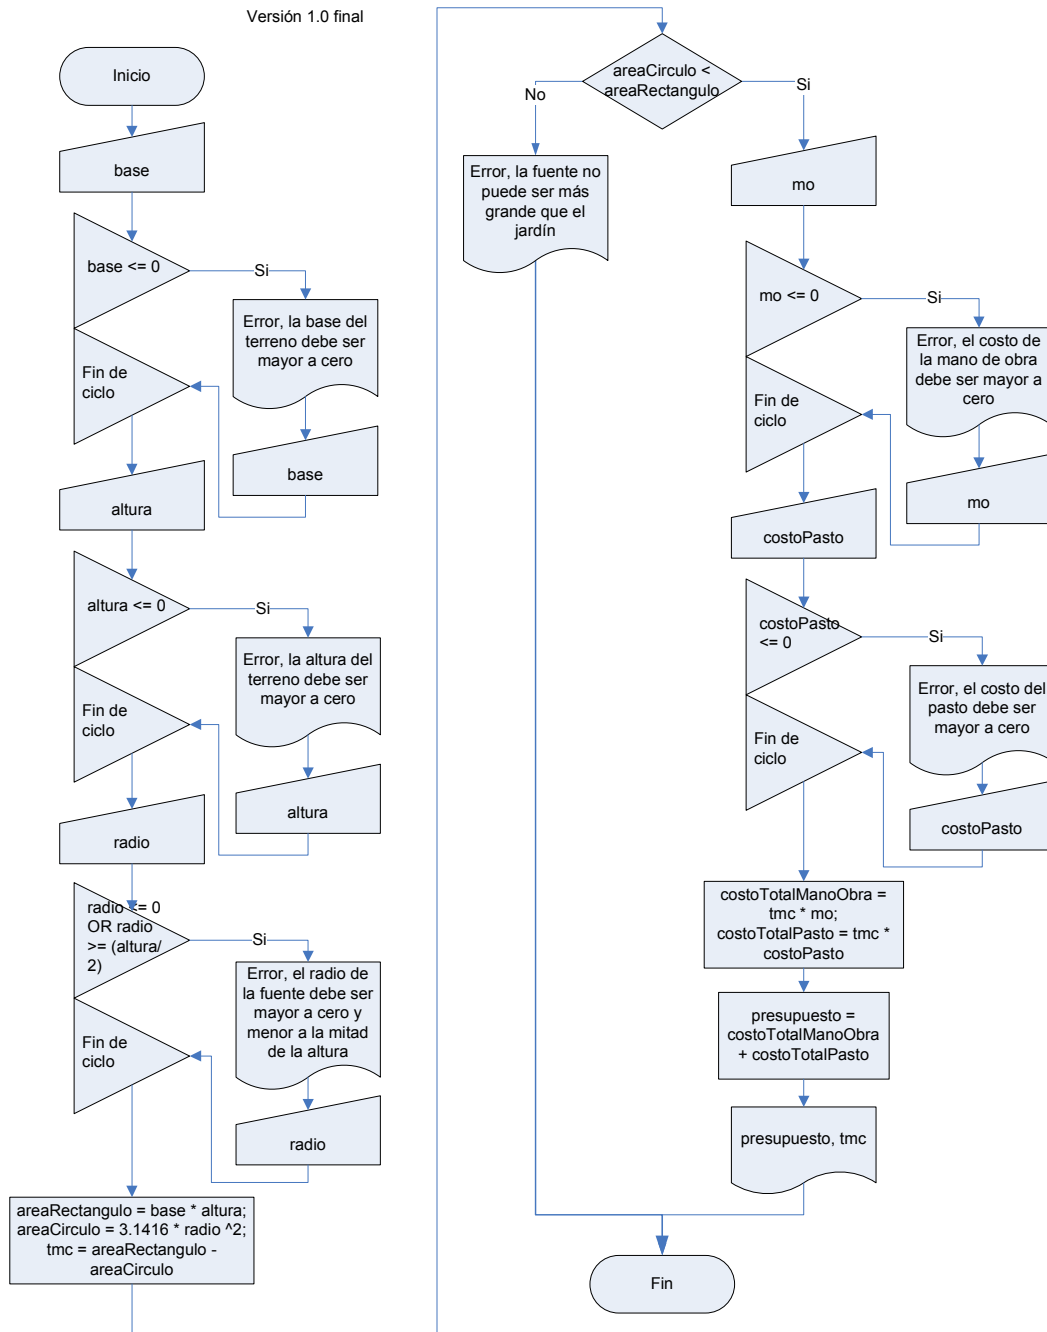 Versión 1.0 final
Inicio
base
base <= 0
Si
Error, la base del
terreno debe ser
mayor a cero
Fin de
ciclo
base
altura
altura <= 0
Si
Error, la altura del
terreno debe ser
mayor a cero
Fin de
ciclo
altura
radio
radio <= 0
OR radio
>= (altura/
2)
Si
Error, el radio de
la fuente debe ser
mayor a cero y
menor a la mitad
de la altura
Fin de
ciclo
radio
areaRectangulo = base * altura;
areaCirculo = 3.1416 * radio ^2;
tmc = areaRectangulo -
areaCirculo
areaCirculo <
areaRectangulo
No
Si
Error, la fuente no
puede ser más
grande que el
jardín
mo
mo <= 0
Si
Error, el costo de
la mano de obra
debe ser mayor a
cero
Fin de
ciclo
mo
costoPasto
costoPasto
<= 0
Si
Error, el costo del
pasto debe ser
mayor a cero
Fin de
ciclo
costoPasto
costoTotalManoObra =
tmc * mo;
costoTotalPasto = tmc *
costoPasto
presupuesto =
costoTotalManoObra
+ costoTotalPasto
presupuesto, tmc
Fin